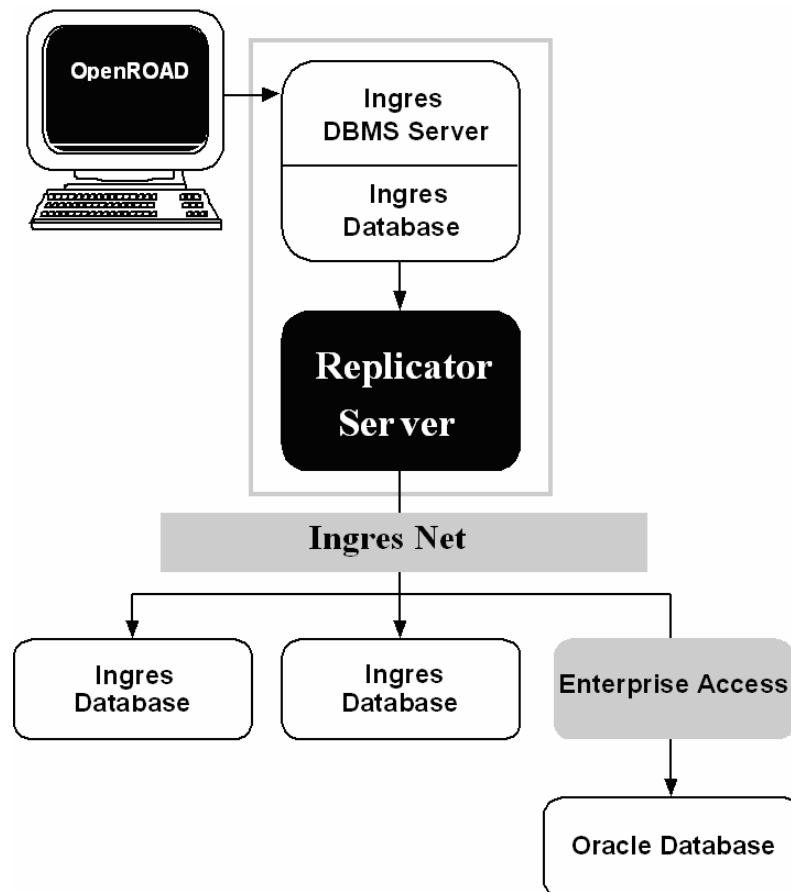 OpenROAD
Ingres
DBMS Server
Ingres
Database
Replicator
Server
Ingres Net
Ingres
Database
Ingres
Database
Enterprise Access
Oracle Database